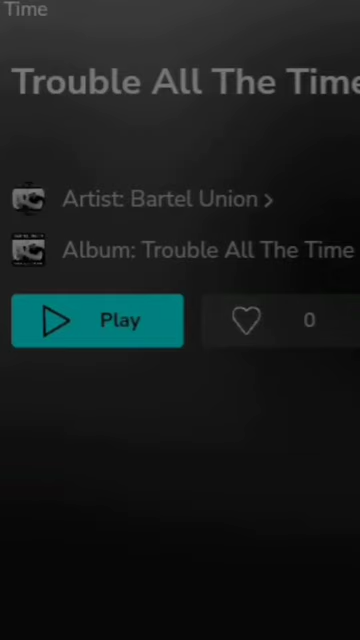 Time
Trouble All The Time
Artist: Bartel Union
Album: Trouble All The Time
Play
0